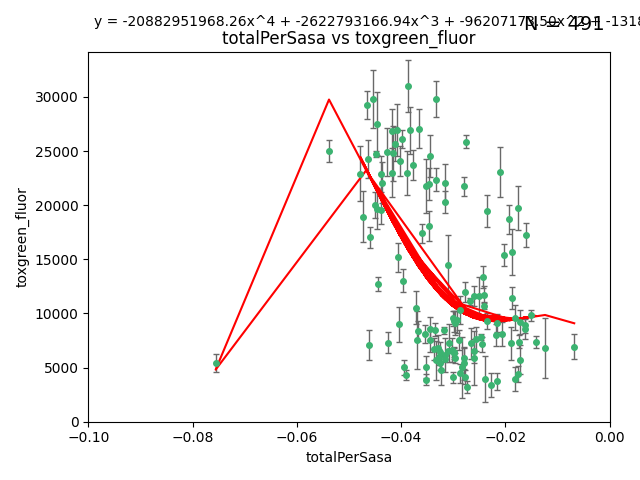 y = -20882951968.26x^4 + -2622793166.94x^3 + + -1318
N = 491
totalPerSasa vs toxgreen_fluor
30000
25000
20000
15000
10000
5000
0
toxgreen_fluor
−0.10 −0.08 −0.06 −0.04 −0.02 0.00
totalPerSasa